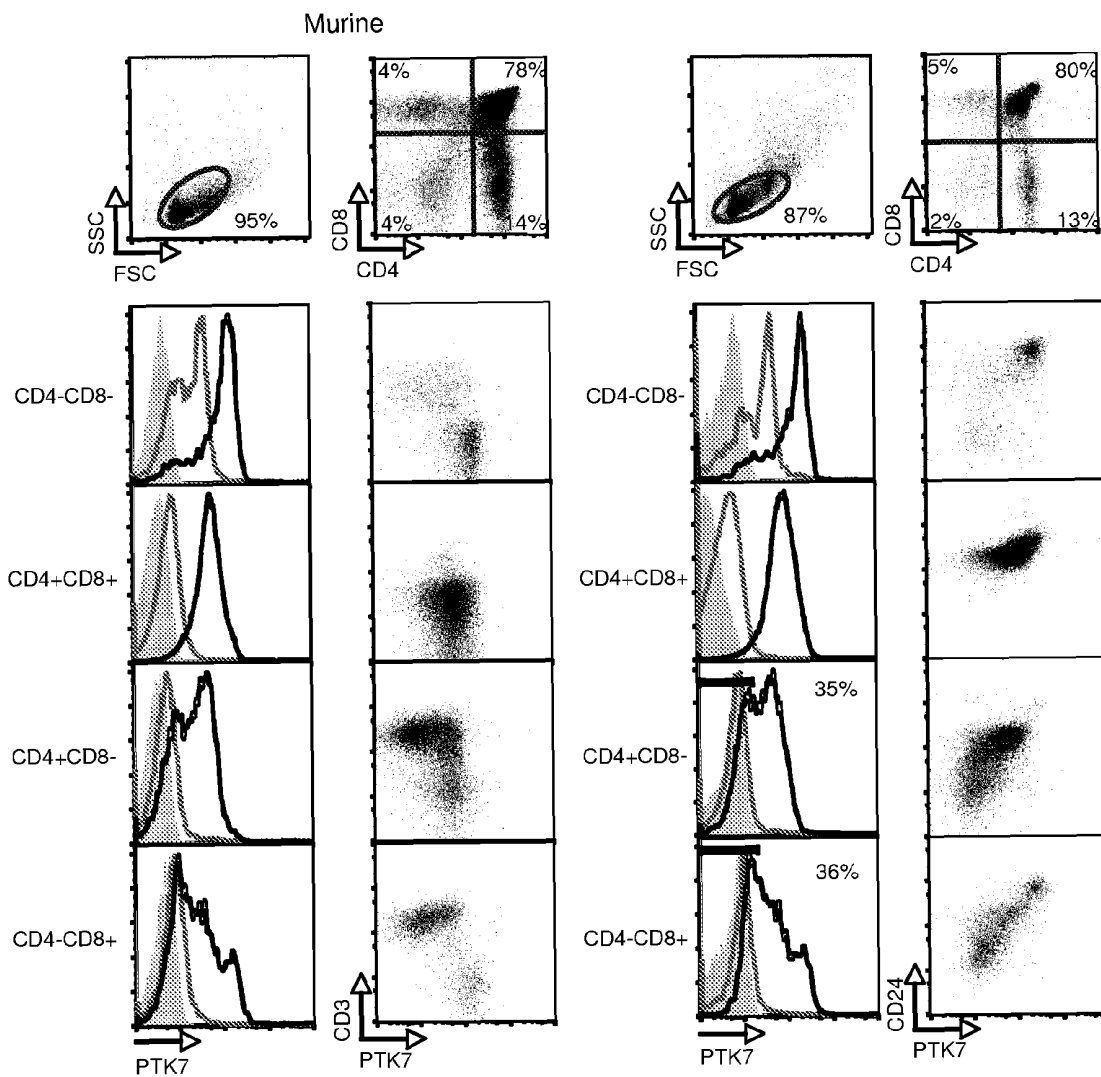 Murine
4% 78% 5% 80%
SSC 95% CD8 4% 14% SSC 87% CD8 2% 13%
FSC CD4 FSC CD4
CD4-CD8- CD4-CD8-
CD4+CD8+ CD4+CD8+
35%
CD4+CD8- CD4+CD8-
36%
CD4-CD8+ CD4-CD8+
CD3 CD24
PTK7 PTK7 PTK7 PTK7